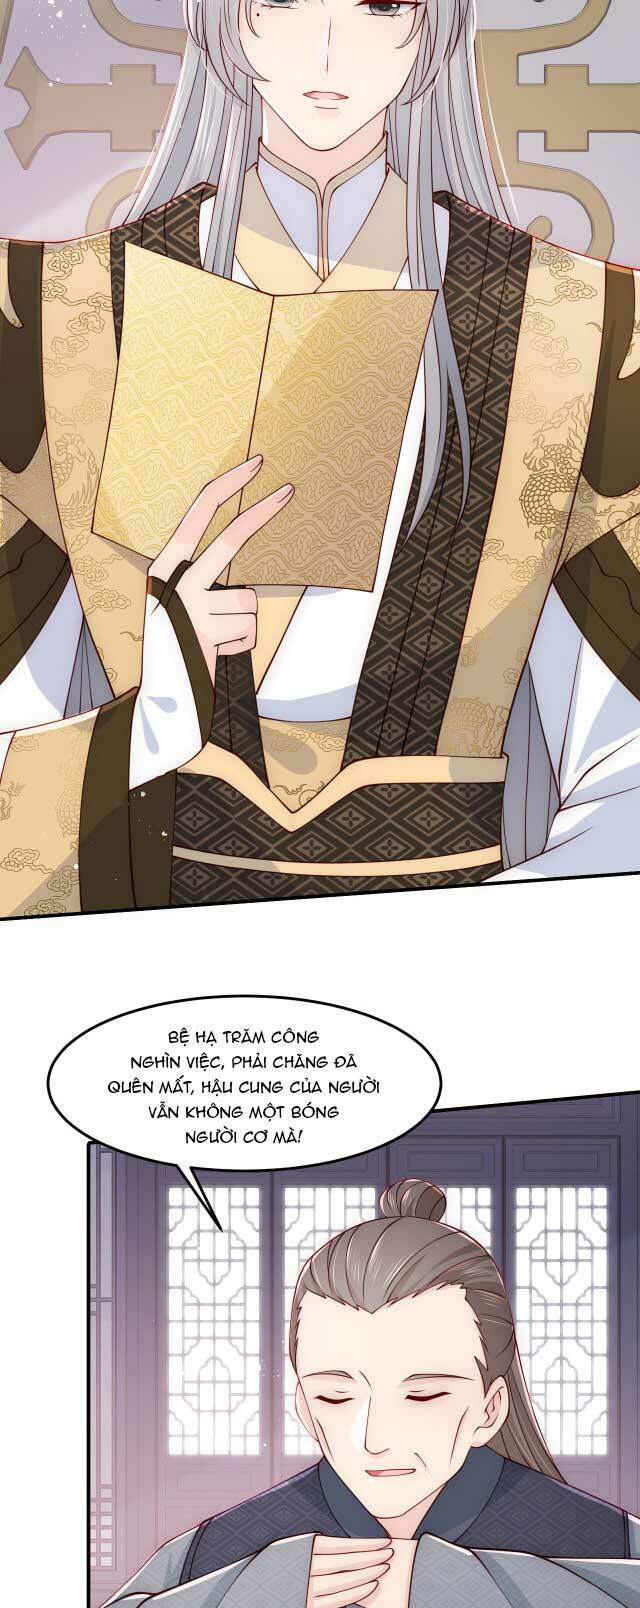 BỆ HẠ TRĂM CÔNG
NGHÌN VIỆC, PHẢI CHĂNG ĐÃ
QUÊN MẤT, HẬU CUNG CỦA NGƯỜI
VẪN KHÔNG MỘT BÓNG
NGƯỜI CƠ MÀ!